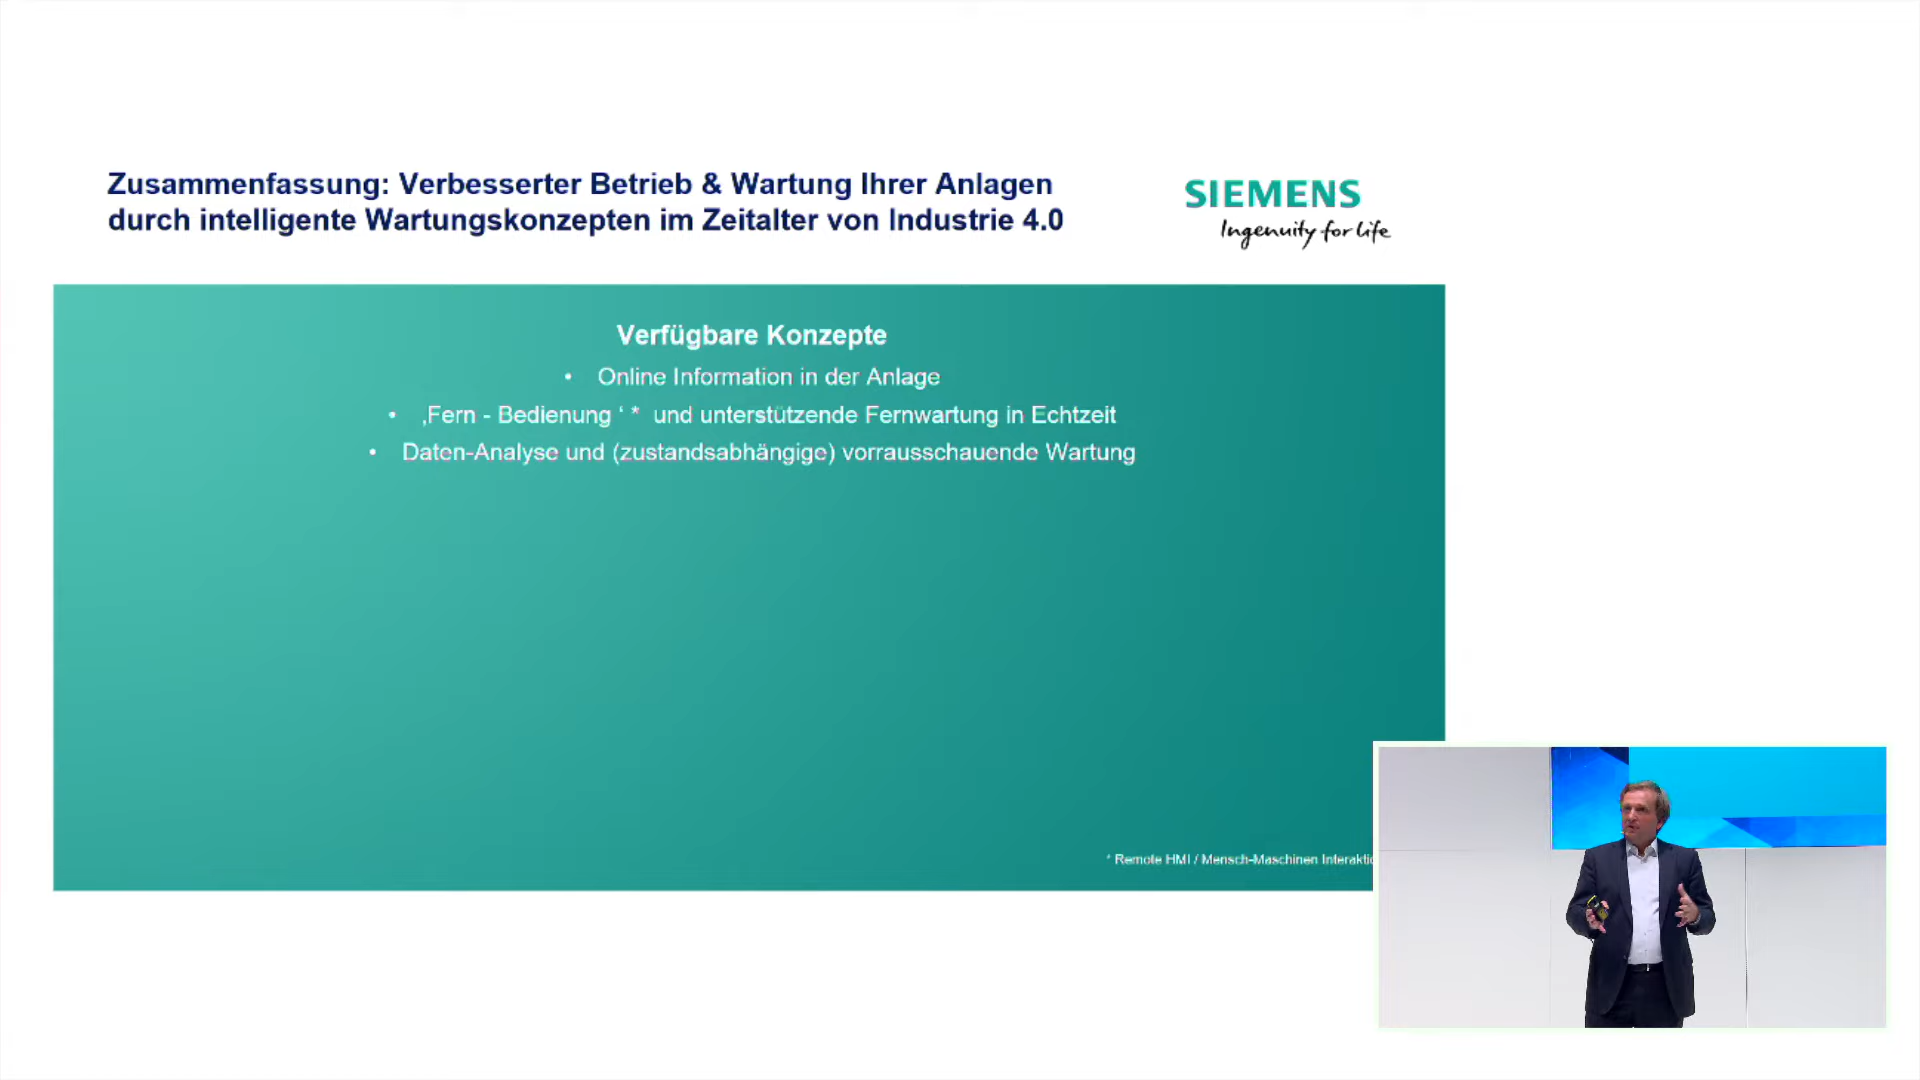 Zusammenfassung: Verbesserter Betrieb & Wartung Ihrer Anlagen
durch intelligente Wartungskonzepten im Zeitalter von Industrie 4.0
SIEMENS
Ingenuity for life
Verfügbare Konzepte
• Online Information in der Anlage
• ‚Fern - Bedienung ‘ * und unterstützende Fernwartung in Echtzeit
• Daten-Analyse und (zustandsabhängige) vorrausschauende Wartung
* Remote HMI / Mensch-Maschinen Interaktio